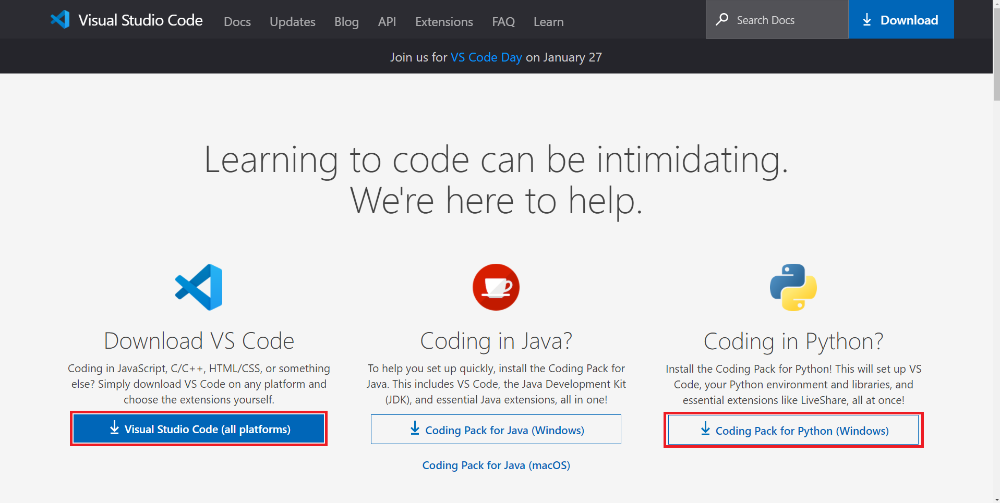 Visual Studio Code Docs Updates Blog API Extensions FAQ Learn Search Docs Download
Join us for VS Code Day on January 27
Learning to code can be intimidating.
We're here to help.
Download VS Code
Coding in JavaScript, C/C++, HTML/CSS, or something
else? Simply download VS Code on any platform and
choose the extensions yourself.
Visual Studio Code (all platforms)
Coding in Java?
To help you set up quickly, install the Coding Pack for
Java. This includes VS Code, the Java Development Kit
(JDK), and essential Java extensions, all in one!
Coding Pack for Java (Windows)
Coding Pack for Java (macOS)
Coding in Python?
Install the Coding Pack for Python! This will set up VS
Code, your Python environment and libraries, and
essential extensions like LiveShare, all at once!
Coding Pack for Python (Windows)